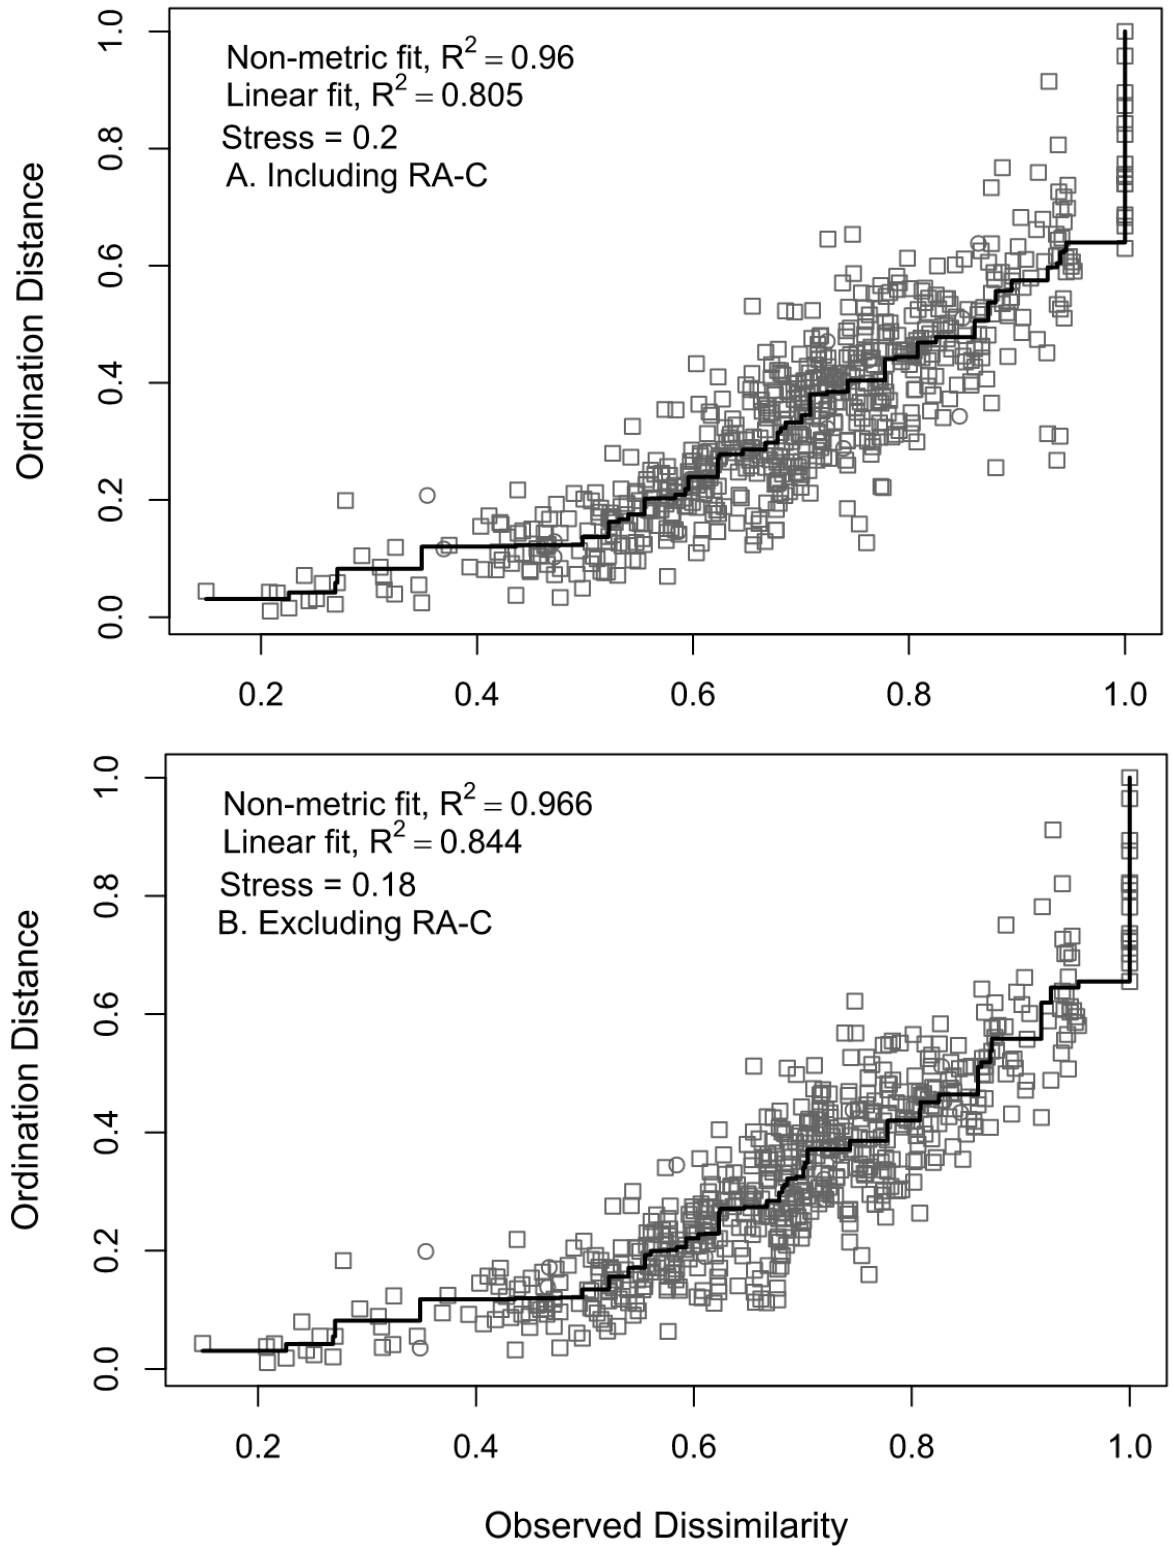 Non-metric fit, R² = 0.96
Linear fit, R² = 0.805
Stress = 0.2
A. Including RA-C
Ordination Distance
1.0
0.8
0.6
0.4
0.2
0.0
0.2 0.4 0.6 0.8 1.0
Non-metric fit, R² = 0.966
Linear fit, R² = 0.844
Stress = 0.18
B. Excluding RA-C
Ordination Distance
1.0
0.8
0.6
0.4
0.2
0.0
0.2 0.4 0.6 0.8 1.0
Observed Dissimilarity